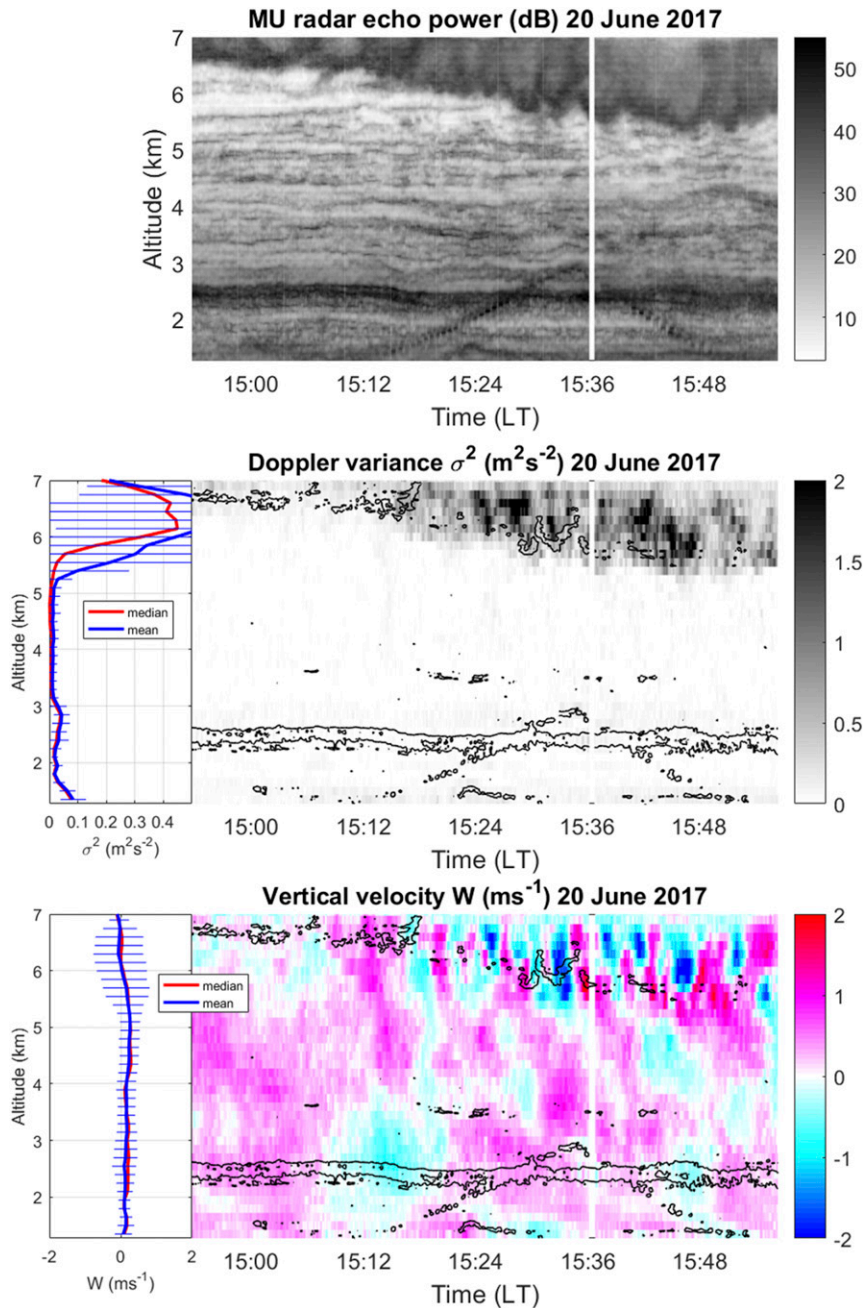 MU radar echo power (dB) 20 June 2017
7
6
5
4
3
2
Altitude (km)
15:00 15:12 15:24 15:36 15:48
Time (LT)
50
40
30
20
10
Doppler variance σ² (m²s⁻²) 20 June 2017
7
6
5
4
3
2
Altitude (km)
median
mean
0 0.1 0.2 0.3 0.4
σ² (m²s⁻²)
15:00 15:12 15:24 15:36 15:48
Time (LT)
2
1.5
1
0.5
0
Vertical velocity W (ms⁻¹) 20 June 2017
7
6
5
4
3
2
Altitude (km)
median
mean
-2 0 2
W (ms⁻¹)
15:00 15:12 15:24 15:36 15:48
Time (LT)
2
1
0
-1
-2